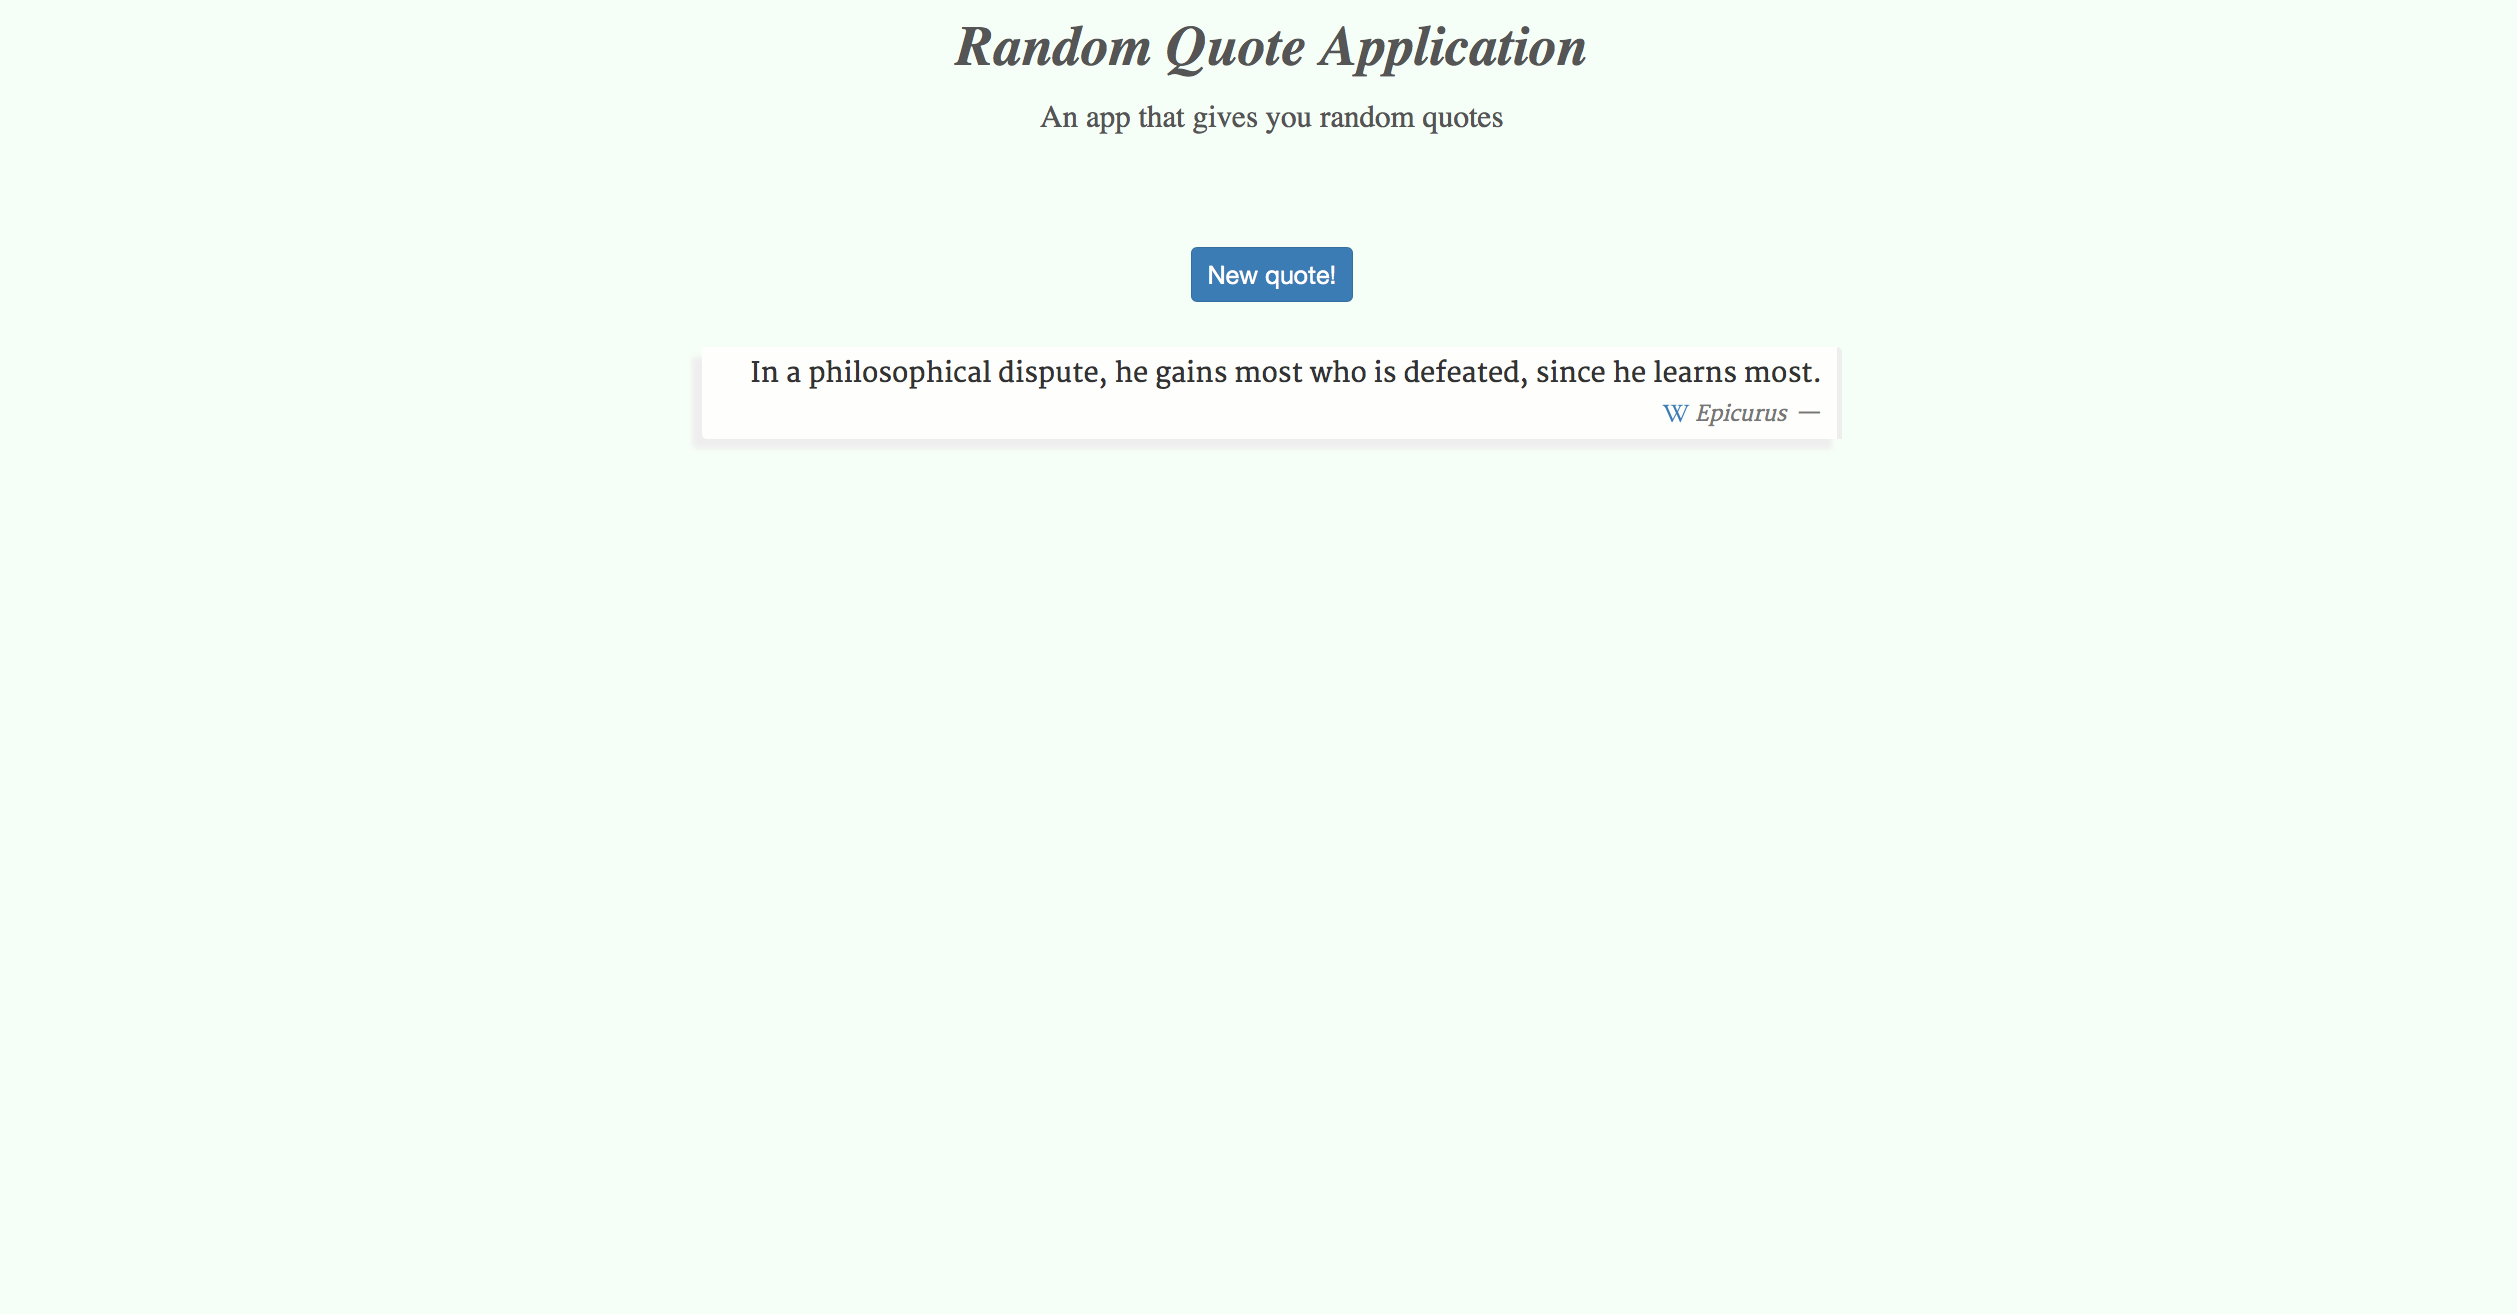 Random Quote Application
An app that gives you random quotes
New quote!
In a philosophical dispute, he gains most who is defeated, since he learns most.
W Epicurus —